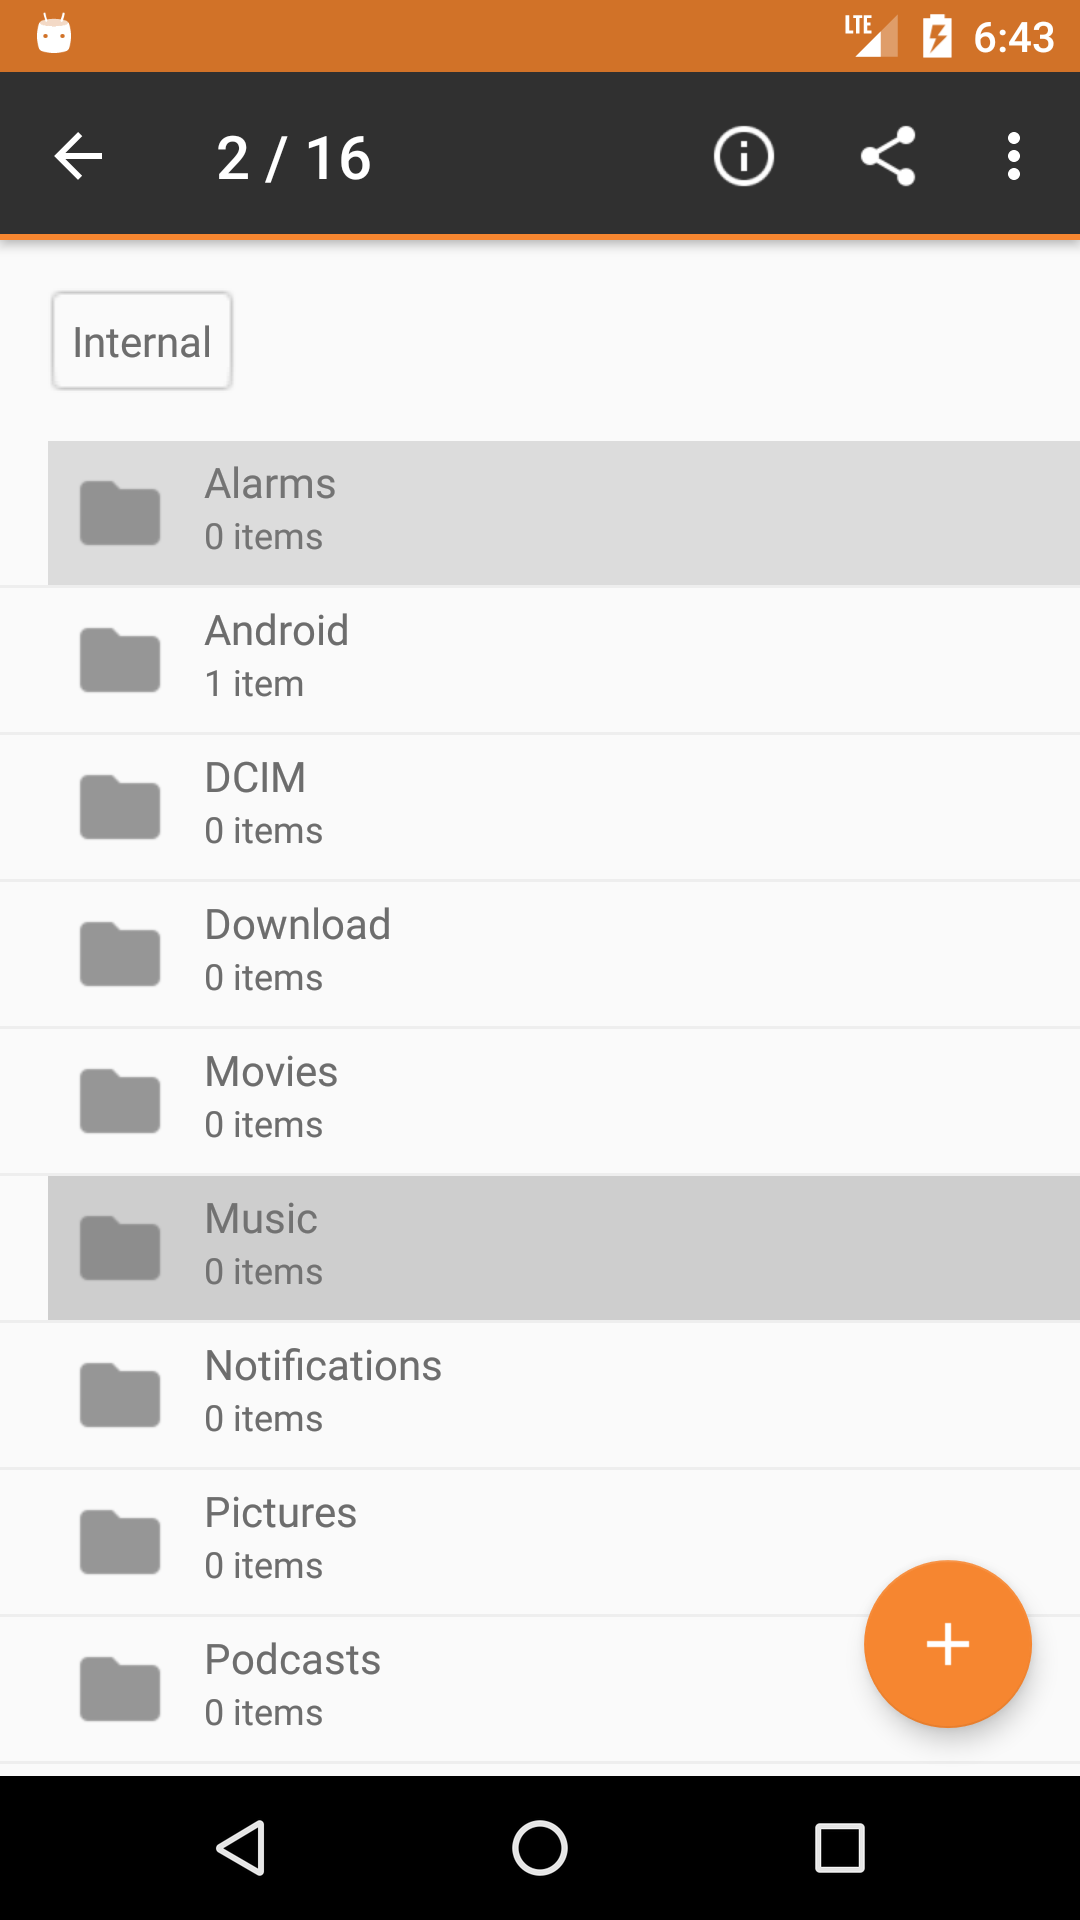 LTE 6:43
2 / 16
Internal
Alarms
0 items
Android
1 item
DCIM
0 items
Download
0 items
Movies
0 items
Music
0 items
Notifications
0 items
Pictures
0 items
Podcasts
0 items